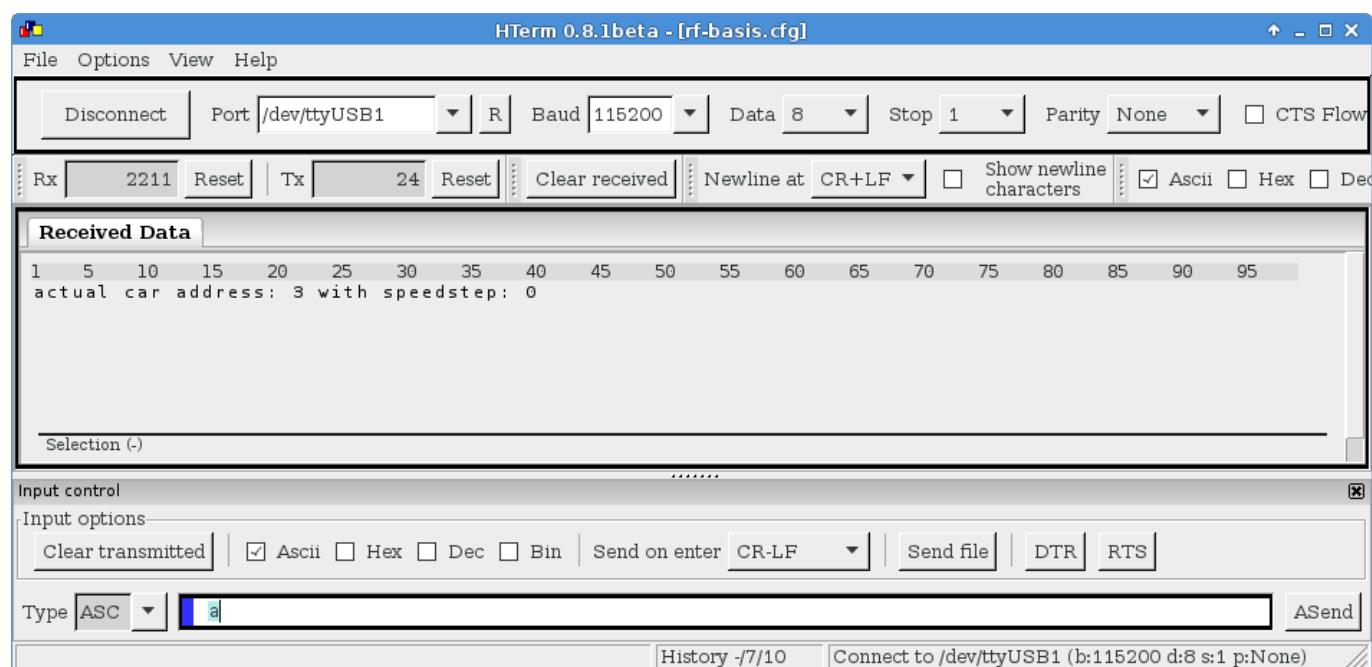 HTerm 0.8.1beta - [rf-basis.cfg]
File Options View Help
Disconnect Port /dev/ttyUSB1 R Baud 115200 Data 8 Stop 1 Parity None CTS Flow
Rx 2211 Reset Tx 24 Reset Clear received Newline at CR+LF Show newline characters Ascii Hex Dec
Received Data
1 5 10 15 20 25 30 35 40 45 50 55 60 65 70 75 80 85 90 95
actual car address: 3 with speedstep: 0
Selection (-)
Input control
Input options
Clear transmitted Ascii Hex Dec Bin Send on enter CR-LF Send file DTR RTS
Type ASC a ASend
History -/7/10 Connect to /dev/ttyUSB1 (b:115200 d:8 s:1 p:None)